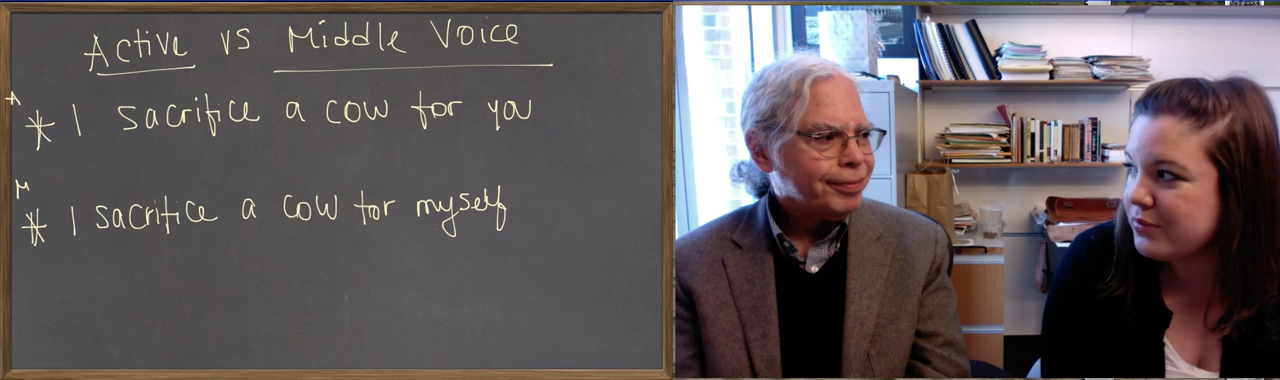 Active vs Middle Voice
A
* I sacrifice a cow for you
M
* I sacrifice a cow for myself